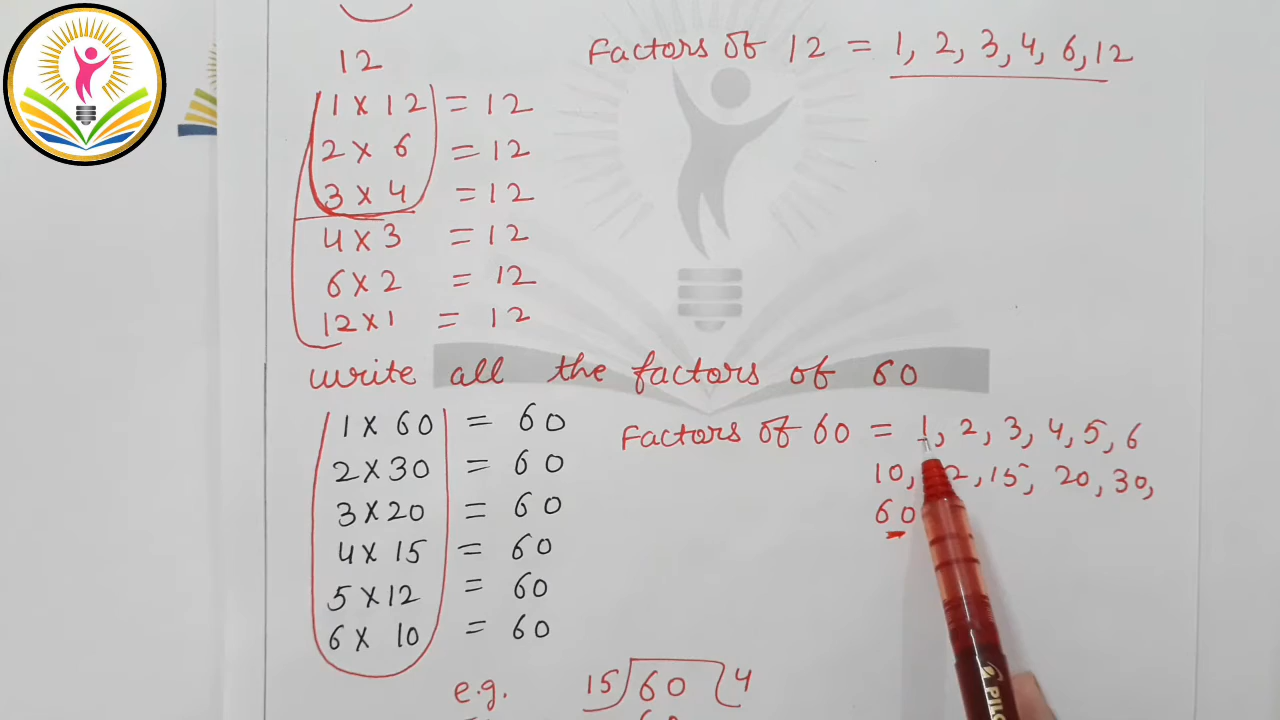 12
Factors of 12 = 1, 2, 3, 4, 6, 12
1 x 12 = 12
2 x 6 = 12
3 x 4 = 12
4 x 3 = 12
6 x 2 = 12
12 x 1 = 12
Write all the factors of 60
1 x 60 = 60
2 x 30 = 60
3 x 20 = 60
4 x 15 = 60
5 x 12 = 60
6 x 10 = 60
Factors of 60 = 1, 2, 3, 4, 5, 6
10, 2, 15, 20, 30,
60
e.g. 15 ) 60 ( 4
PIL